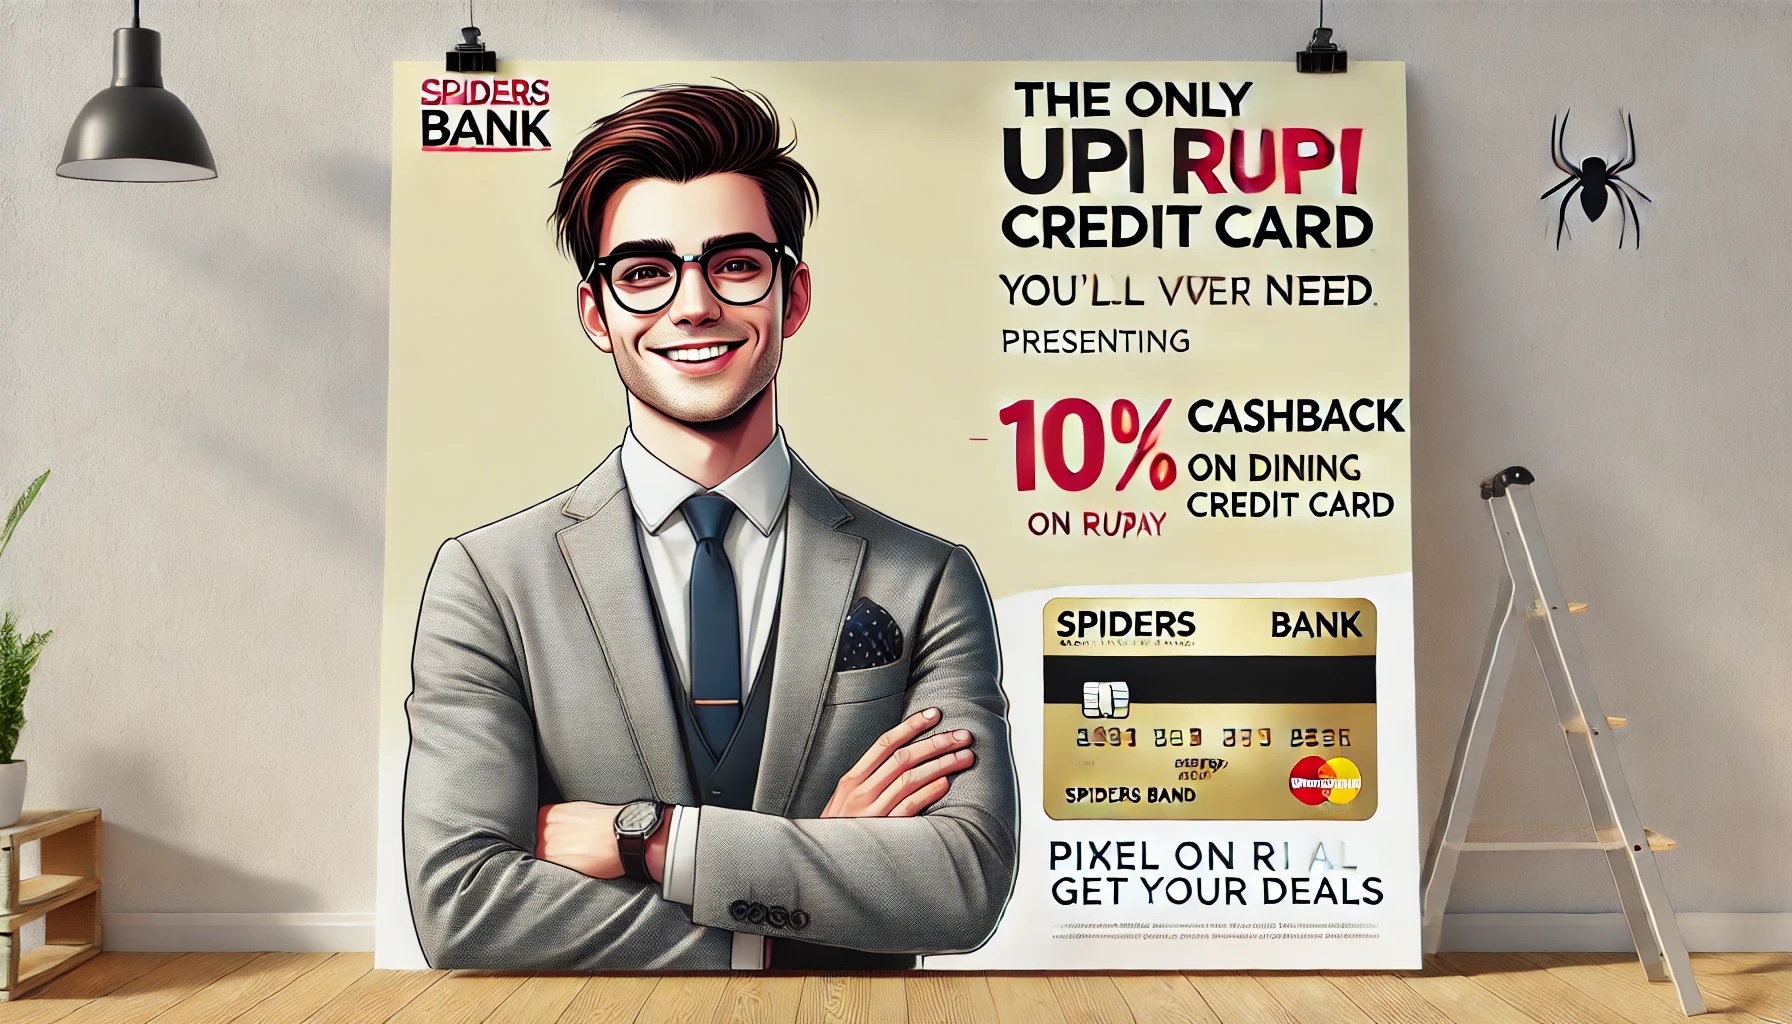 SPIDERS
BANK
THE ONLY
UPI RUPI
CREDIT CARD
YOU'LL VVER NEED.
PRESENTING
10% CASHBACK
ON DINING
CREDIT CARD
ON RUPAY
SPIDERS BANK
SPIDERS BAND
PIXEL ON RI AL
GET YOUR DEALS